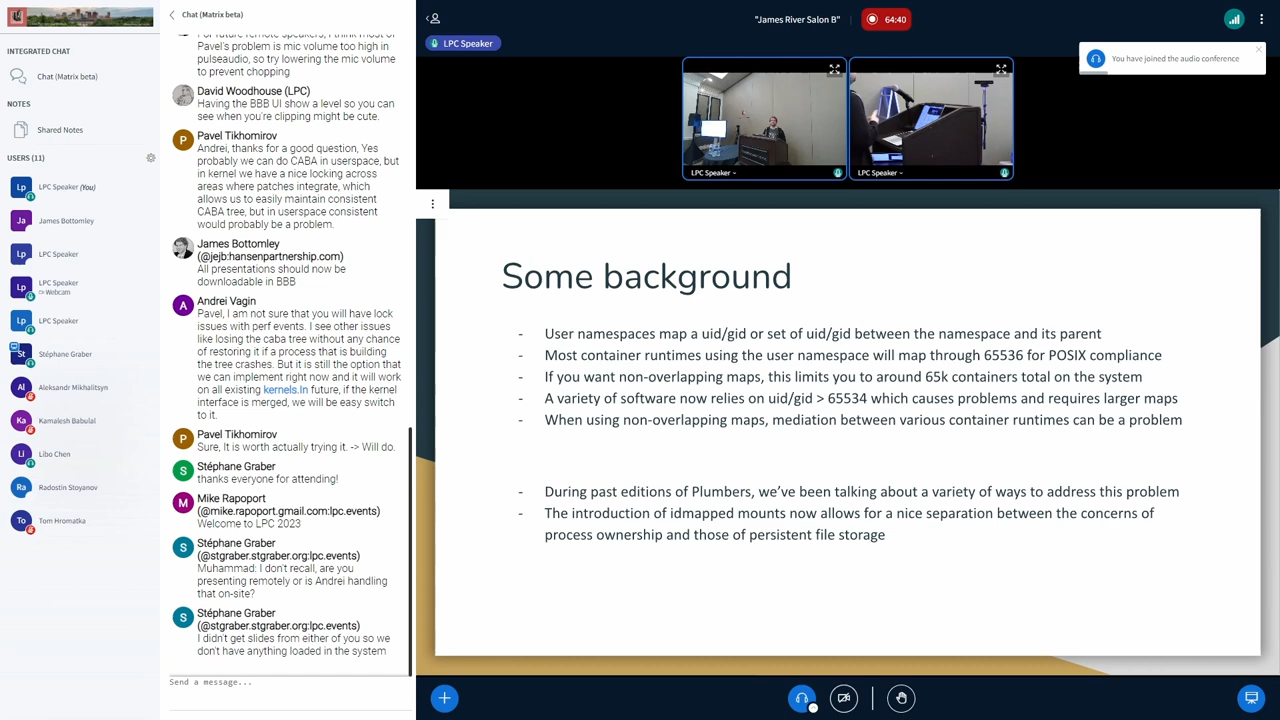 INTEGRATED CHAT
Chat (Matrix beta)
NOTES
Shared Notes
USERS (11)
Lp LPC Speaker (You)
Ja James Bottomley
Lp LPC Speaker
Lp LPC Speaker
Webcam
Lp LPC Speaker
St Stéphane Graber
Al Aleksandr Mikhalitsyn
Ka Kamalesh Babulal
Li Libo Chen
Ra Radostin Stoyanov
To Tom Hromatka
Chat (Matrix beta)
For future remote speakers, I think most of
Pavel's problem is mic volume too high in
pulseaudio, so try lowering the mic volume
to prevent chopping
David Woodhouse (LPC)
Having the BBB UI show a level so you can
see when you're clipping might be cute.
P Pavel Tikhomirov
Andrei, thanks for a good question, Yes
probably we can do CABA in userspace, but
in kernel we have a nice locking across
areas where patches integrate, which
allows us to easily maintain consistent
CABA tree, but in userspace consistent
would probably be a problem.
James Bottomley
(@jejb:hansenpartnership.com)
All presentations should now be
downloadable in BBB
A Andrei Vagin
Pavel, I am not sure that you will have lock
issues with perf events. I see other issues
like losing the caba tree without any chance
of restoring it if a process that is building
the tree crashes. But it is still the option that
we can implement right now and it will work
on all existing kernels.In future, if the kernel
interface is merged, we will be easy switch
to it.
P Pavel Tikhomirov
Sure, It is worth actually trying it. -> Will do.
S Stéphane Graber
thanks everyone for attending!
M Mike Rapoport
(@mike.rapoport.gmail.com:lpc.events)
Welcome to LPC 2023
S Stéphane Graber
(@stgraber.stgraber.org:lpc.events)
Muhammad: I don't recall, are you
presenting remotely or is Andrei handling
that on-site?
S Stéphane Graber
(@stgraber.stgraber.org:lpc.events)
I didn't get slides from either of you so we
don't have anything loaded in the system
Send a message...
"James River Salon B"
64:40
LPC Speaker
You have joined the audio conference
LPC Speaker
LPC Speaker
Some background
- User namespaces map a uid/gid or set of uid/gid between the namespace and its parent
- Most container runtimes using the user namespace will map through 65536 for POSIX compliance
- If you want non-overlapping maps, this limits you to around 65k containers total on the system
- A variety of software now relies on uid/gid > 65534 which causes problems and requires larger maps
- When using non-overlapping maps, mediation between various container runtimes can be a problem
- During past editions of Plumbers, we've been talking about a variety of ways to address this problem
- The introduction of idmapped mounts now allows for a nice separation between the concerns of
process ownership and those of persistent file storage